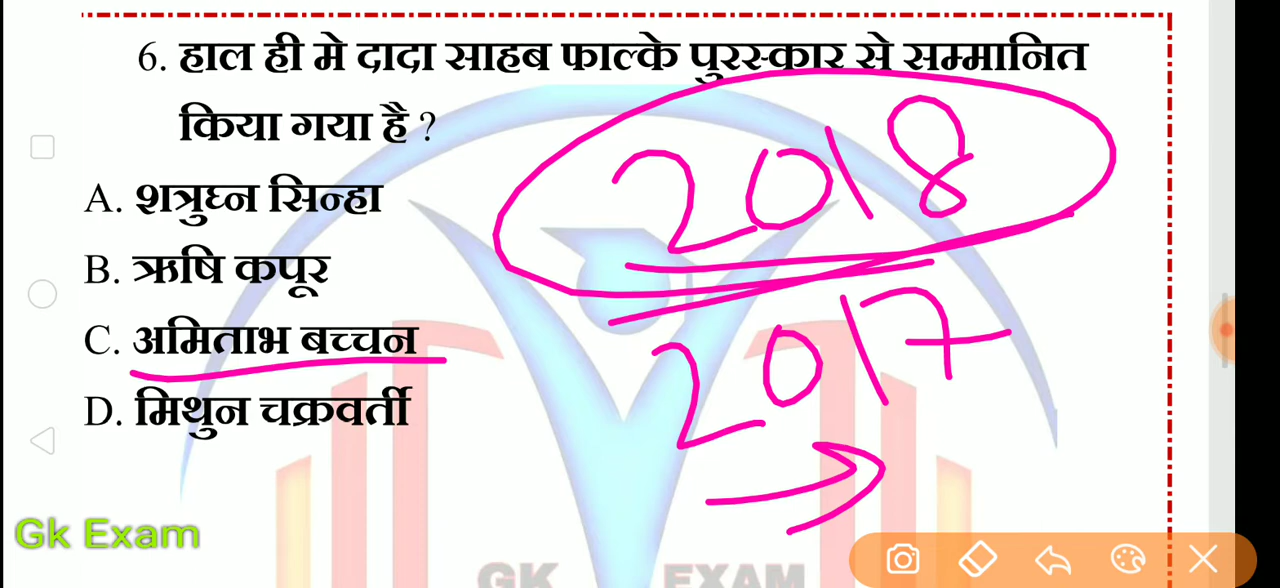 6. हाल ही मे दादा साहब फाल्के पुरस्कार से सम्मानित
किया गया है ?
2018
A. शत्रुघ्न सिन्हा
B. ऋषि कपूर
C. अमिताभ बच्चन
2017
D. मिथुन चक्रवर्ती
Gk Exam
GK EXAM